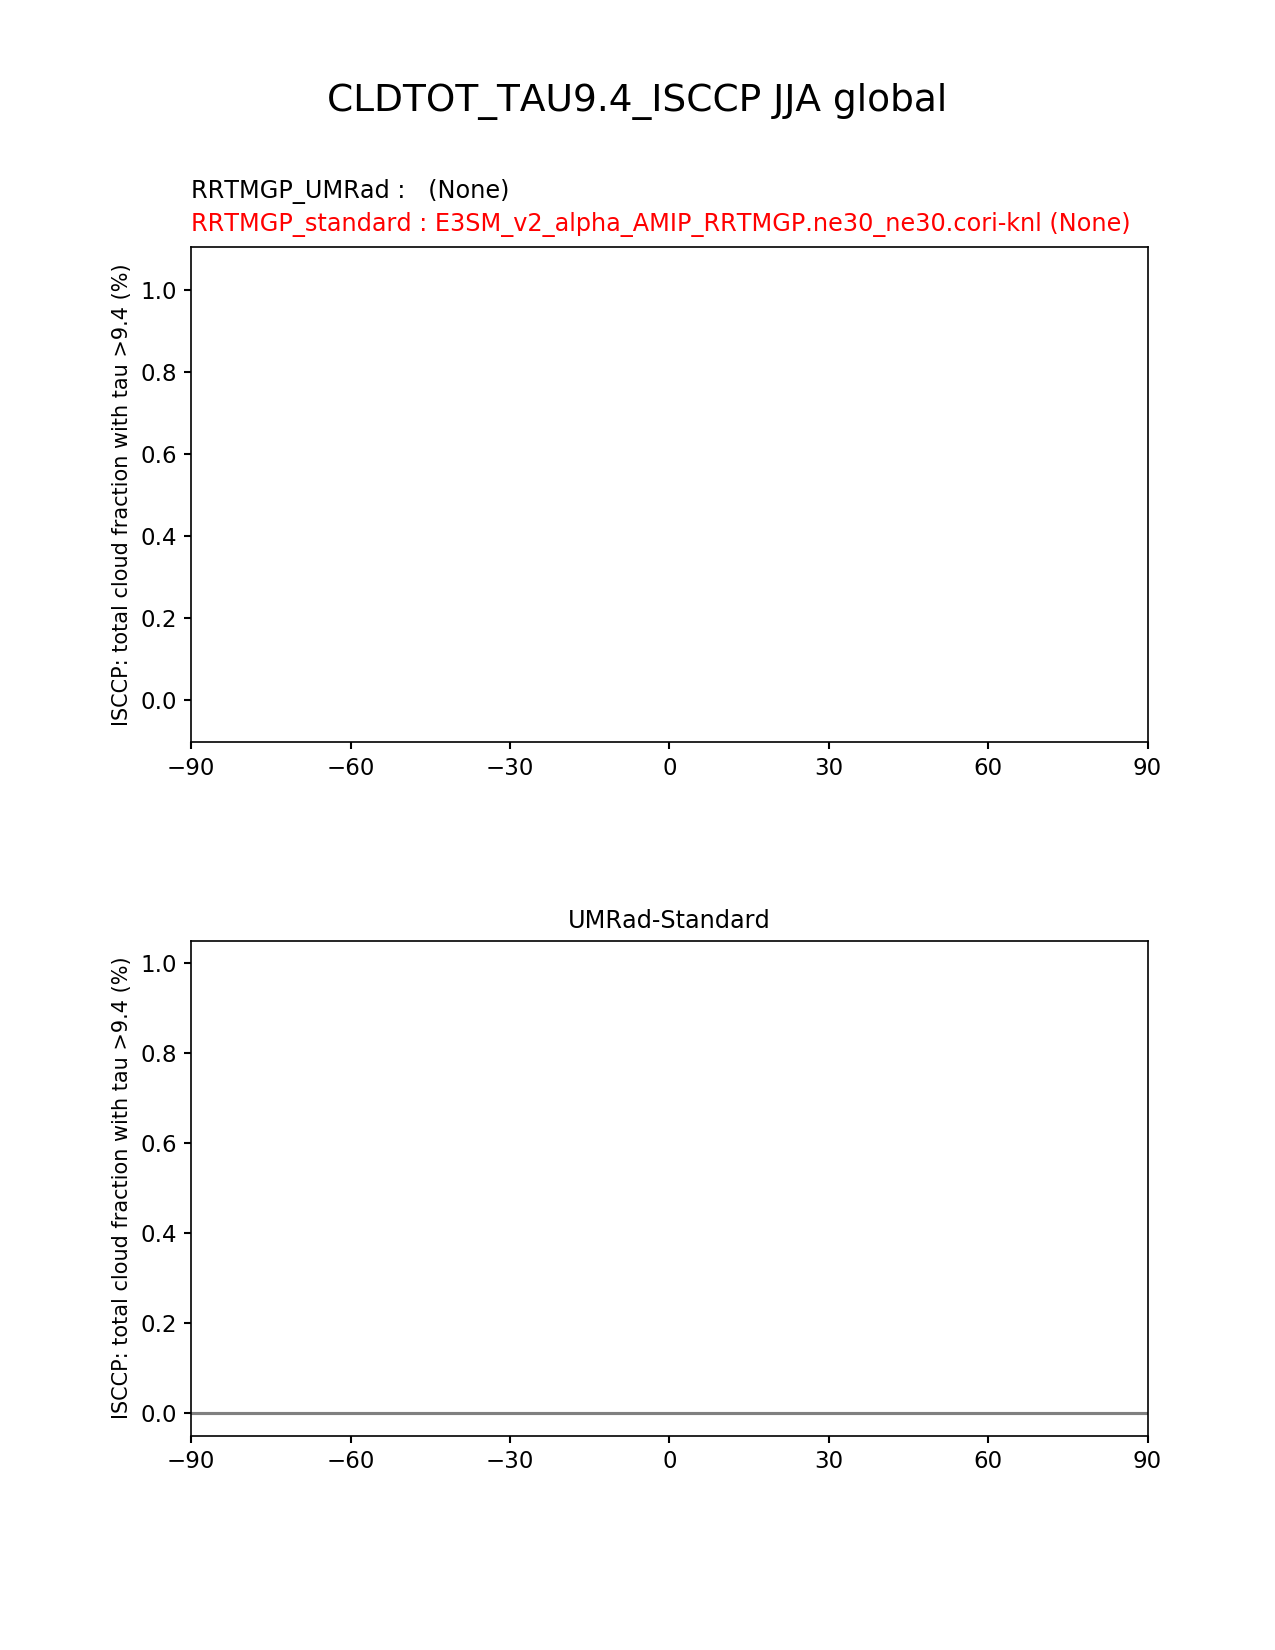 CLDTOT_TAU9.4_ISCCP JJA global
RRTMGP_UMRad :   (None)
RRTMGP_standard : E3SM_v2_alpha_AMIP_RRTMGP.ne30_ne30.cori-knl (None)
ISCCP: total cloud fraction with tau >9.4 (%)
1.0
0.8
0.6
0.4
0.2
0.0
−90 −60 −30 0 30 60 90
UMRad-Standard
ISCCP: total cloud fraction with tau >9.4 (%)
1.0
0.8
0.6
0.4
0.2
0.0
−90 −60 −30 0 30 60 90